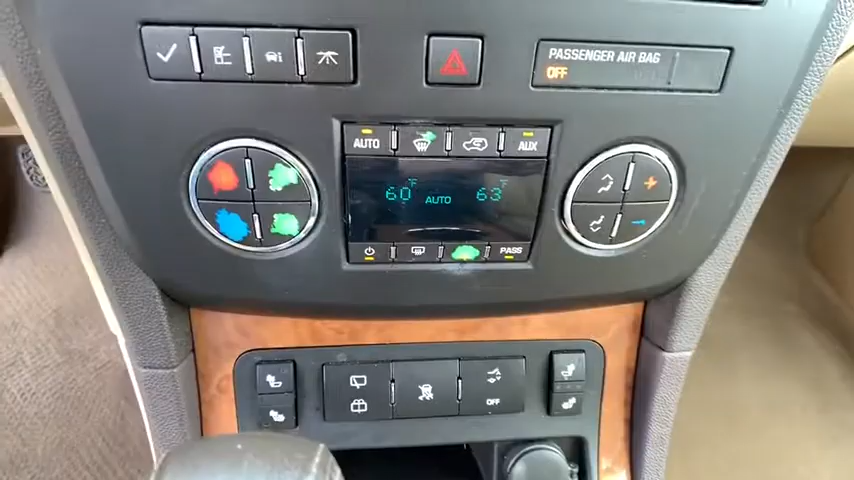 PASSENGER AIR BAG
OFF
AUTO
AUX
60°F
AUTO
63°F
PASS
OFF